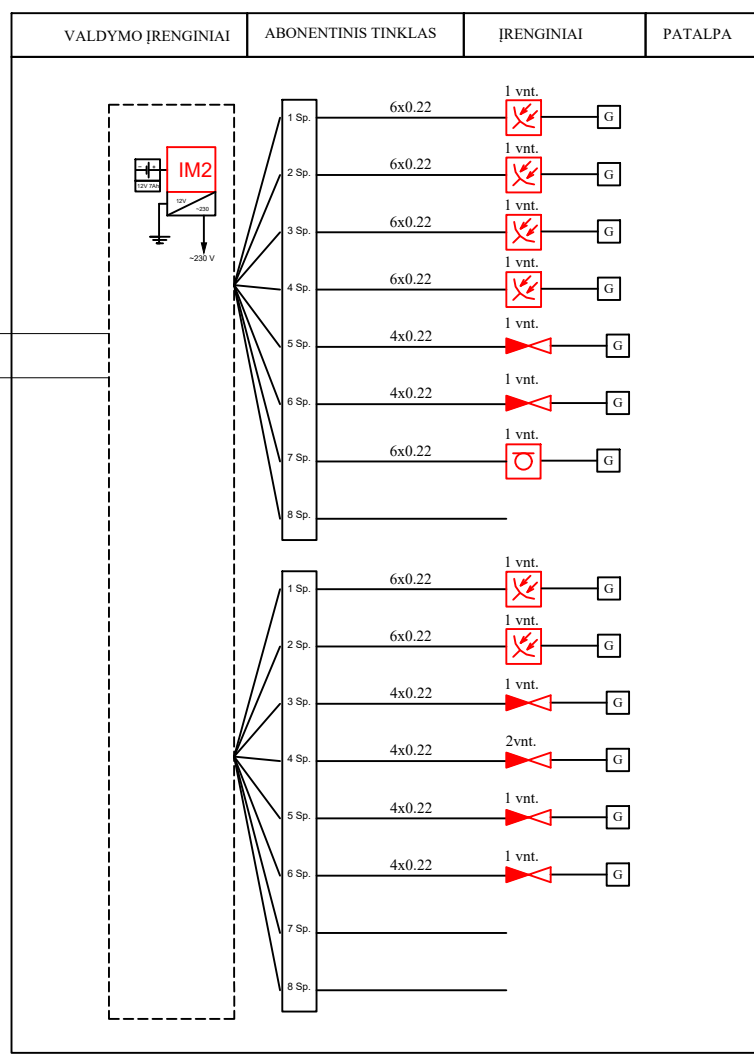 VALDYMO ĮRENGINIAI ABONENTINIS TINKLAS ĮRENGINIAI PATALPA
1 vnt.
1 Sp. 6x0.22 G
1 vnt.
2 Sp. 6x0.22 G
- +
IM2
12V 7Ah
12V
~230
~230 V
1 vnt.
3 Sp. 6x0.22 G
1 vnt.
4 Sp. 6x0.22 G
1 vnt.
5 Sp. 4x0.22 G
1 vnt.
6 Sp. 4x0.22 G
1 vnt.
7 Sp. 6x0.22 G
8 Sp.
1 vnt.
1 Sp. 6x0.22 G
1 vnt.
2 Sp. 6x0.22 G
1 vnt.
3 Sp. 4x0.22 G
2vnt.
4 Sp. 4x0.22 G
1 vnt.
5 Sp. 4x0.22 G
1 vnt.
6 Sp. 4x0.22 G
7 Sp.
8 Sp.